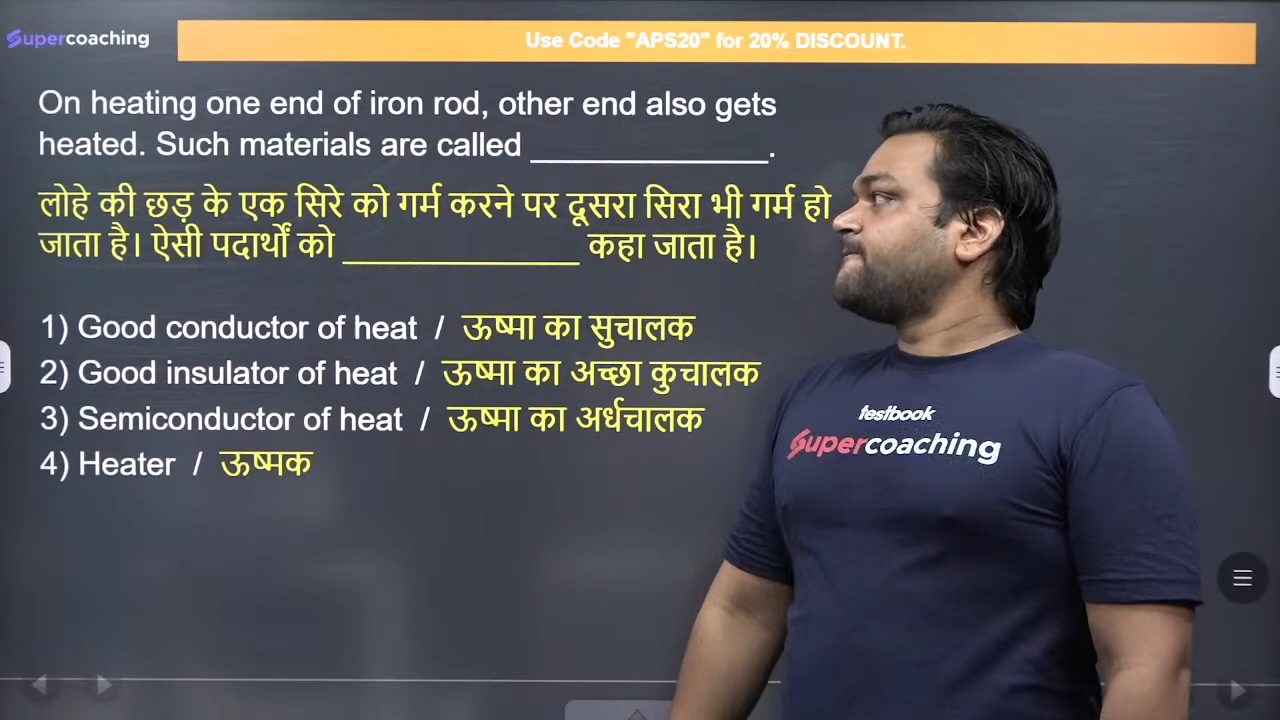 Supercoaching
Use Code "APS20" for 20% DISCOUNT.
On heating one end of iron rod, other end also gets
heated. Such materials are called ______________.
लोहे की छड़ के एक सिरे को गर्म करने पर दूसरा सिरा भी गर्म हो
जाता है। ऐसी पदार्थों को ______________ कहा जाता है।
1) Good conductor of heat / ऊष्मा का सुचालक
2) Good insulator of heat / ऊष्मा का अच्छा कुचालक
3) Semiconductor of heat / ऊष्मा का अर्धचालक
4) Heater / ऊष्मक
testbook
Supercoaching